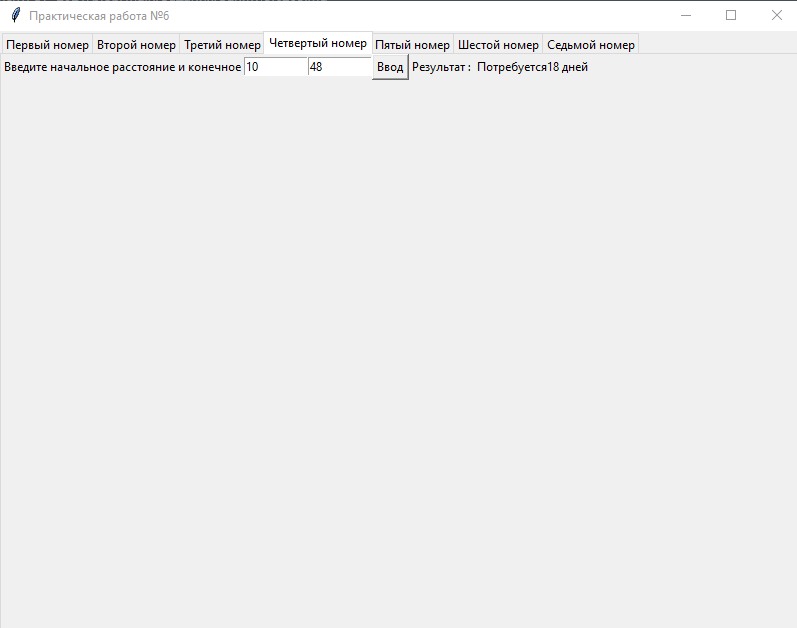 Практическая работа №6
Первый номер Второй номер Третий номер Четвертый номер Пятый номер Шестой номер Седьмой номер
Введите начальное расстояние и конечное 10 48 Ввод Результат : Потребуется18 дней